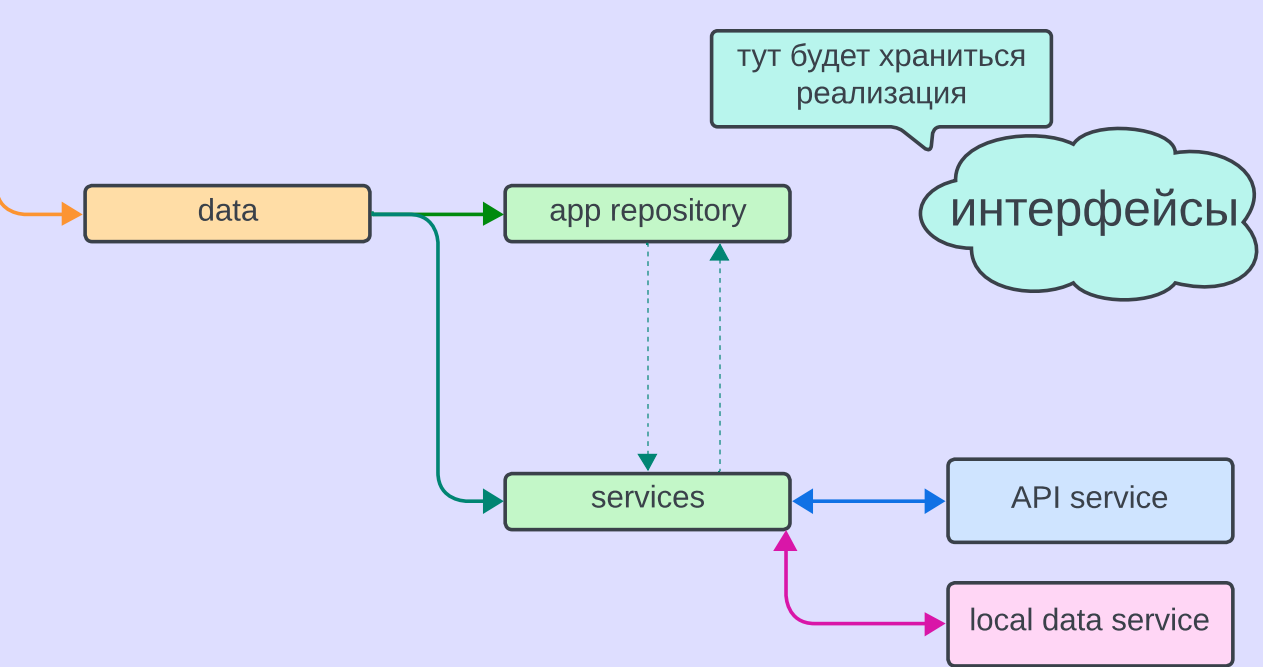 тут будет храниться
реализация
data
app repository
интерфейсы
services
API service
local data service